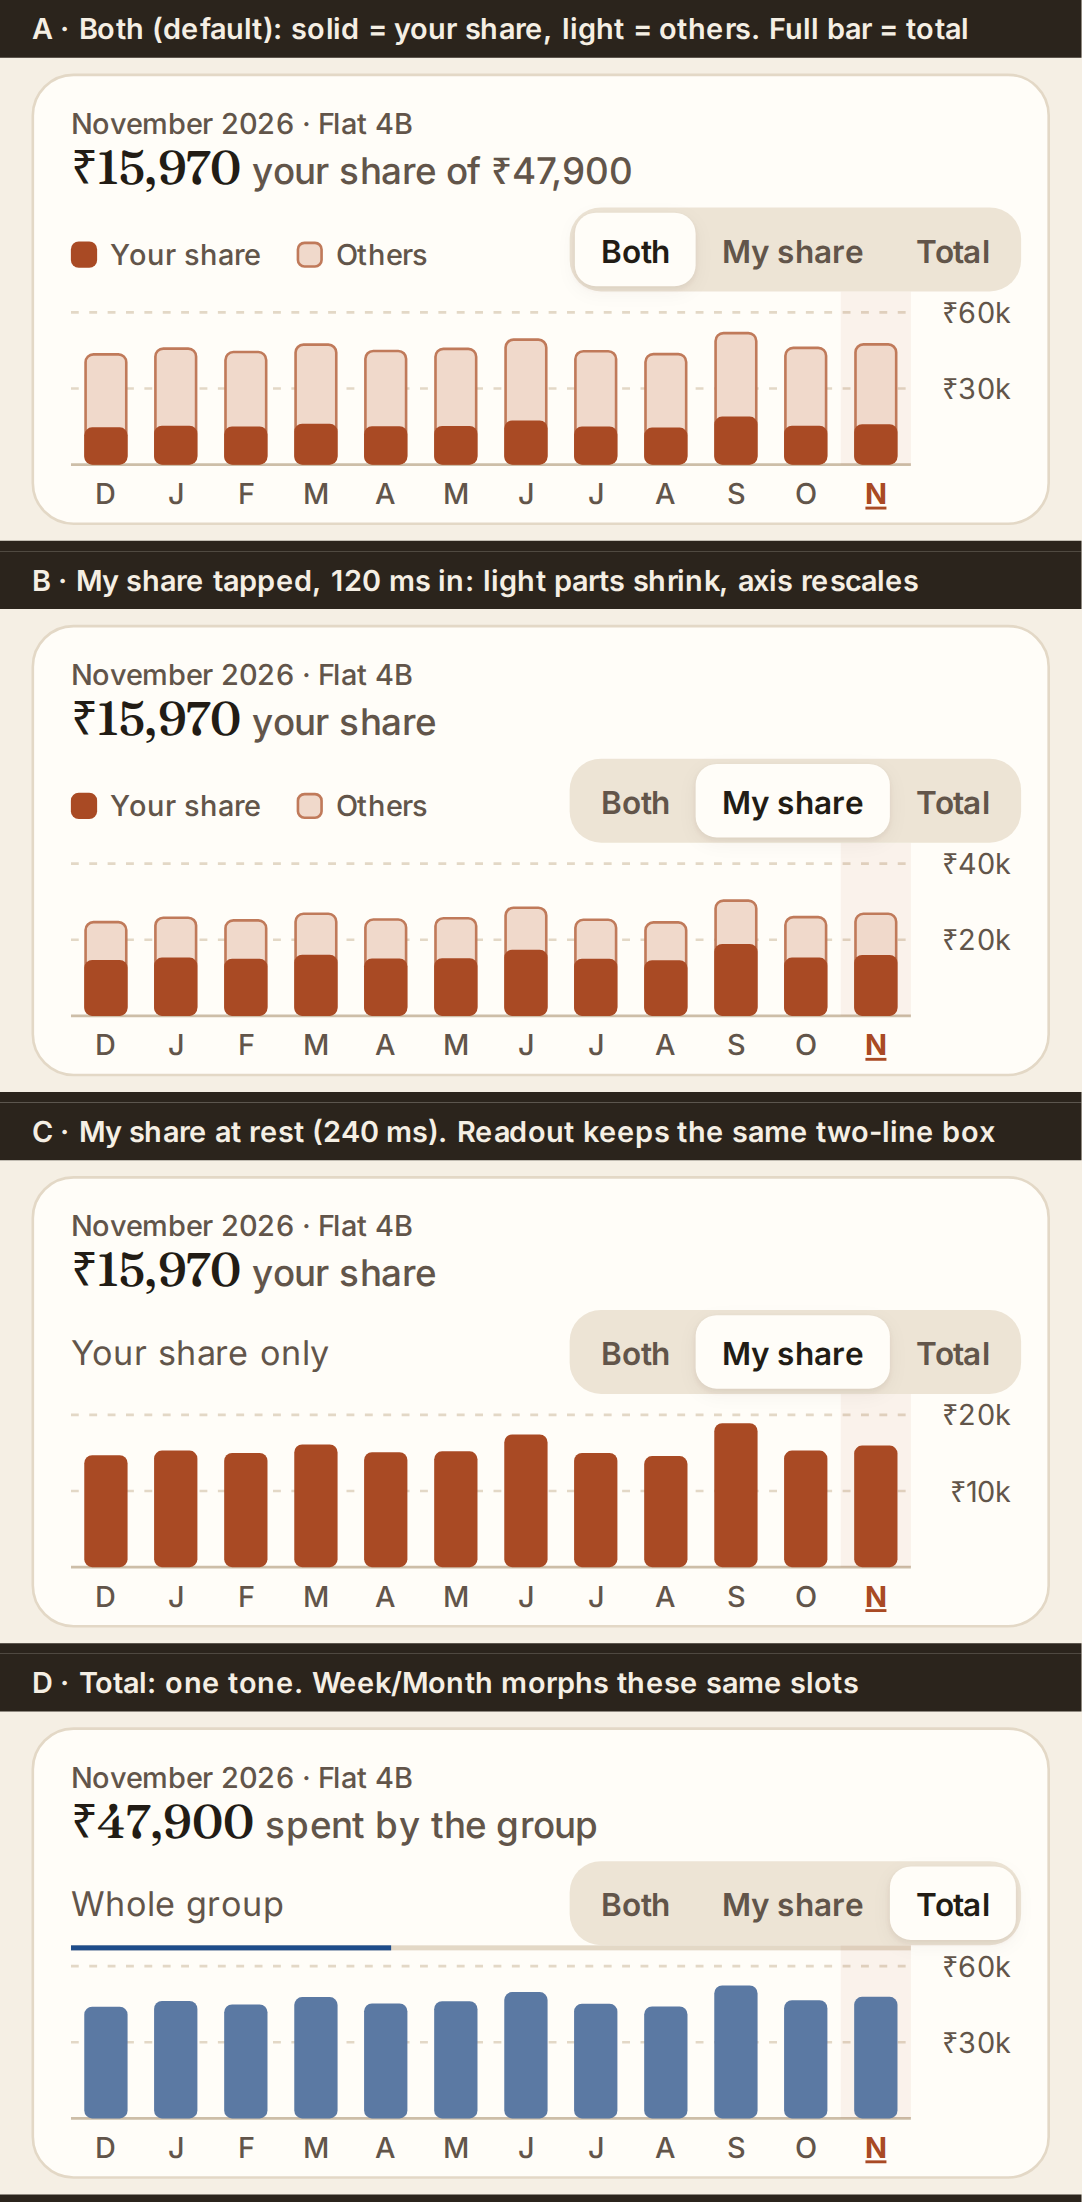 A · Both (default): solid = your share, light = others. Full bar = total
November 2026 · Flat 4B
₹15,970 your share of ₹47,900
Your share Others Both My share Total
₹60k
₹30k
D J F M A M J J A S O N
B · My share tapped, 120 ms in: light parts shrink, axis rescales
November 2026 · Flat 4B
₹15,970 your share
Your share Others Both My share Total
₹40k
₹20k
D J F M A M J J A S O N
C · My share at rest (240 ms). Readout keeps the same two-line box
November 2026 · Flat 4B
₹15,970 your share
Your share only Both My share Total
₹20k
₹10k
D J F M A M J J A S O N
D · Total: one tone. Week/Month morphs these same slots
November 2026 · Flat 4B
₹47,900 spent by the group
Whole group Both My share Total
₹60k
₹30k
D J F M A M J J A S O N